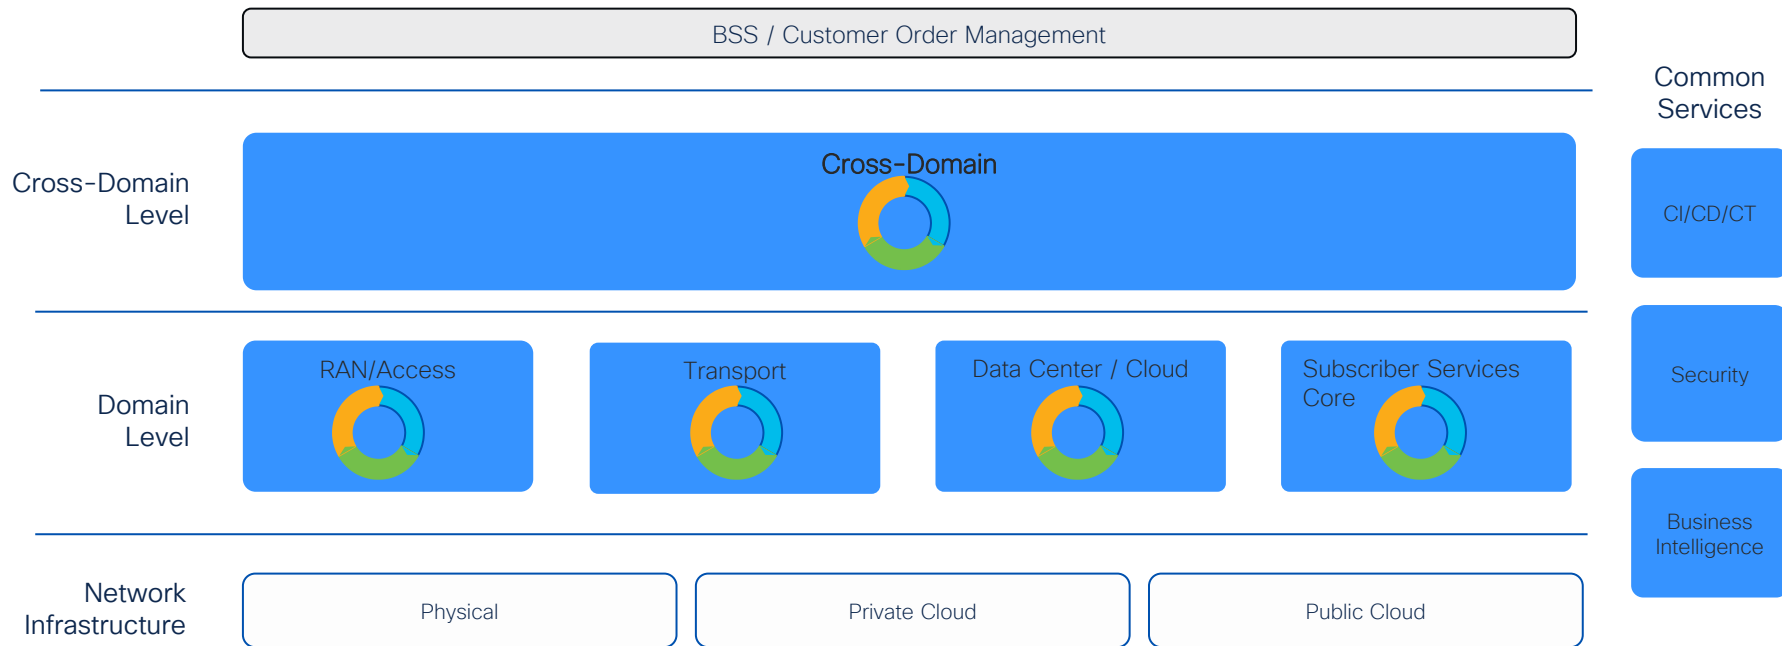 BSS / Customer Order Management
Common
Services
Cross-Domain
Level
Cross-Domain
CI/CD/CT
Domain
Level
RAN/Access
Transport
Data Center / Cloud
Subscriber Services
Core
Security
Business
Intelligence
Network
Infrastructure
Physical
Private Cloud
Public Cloud